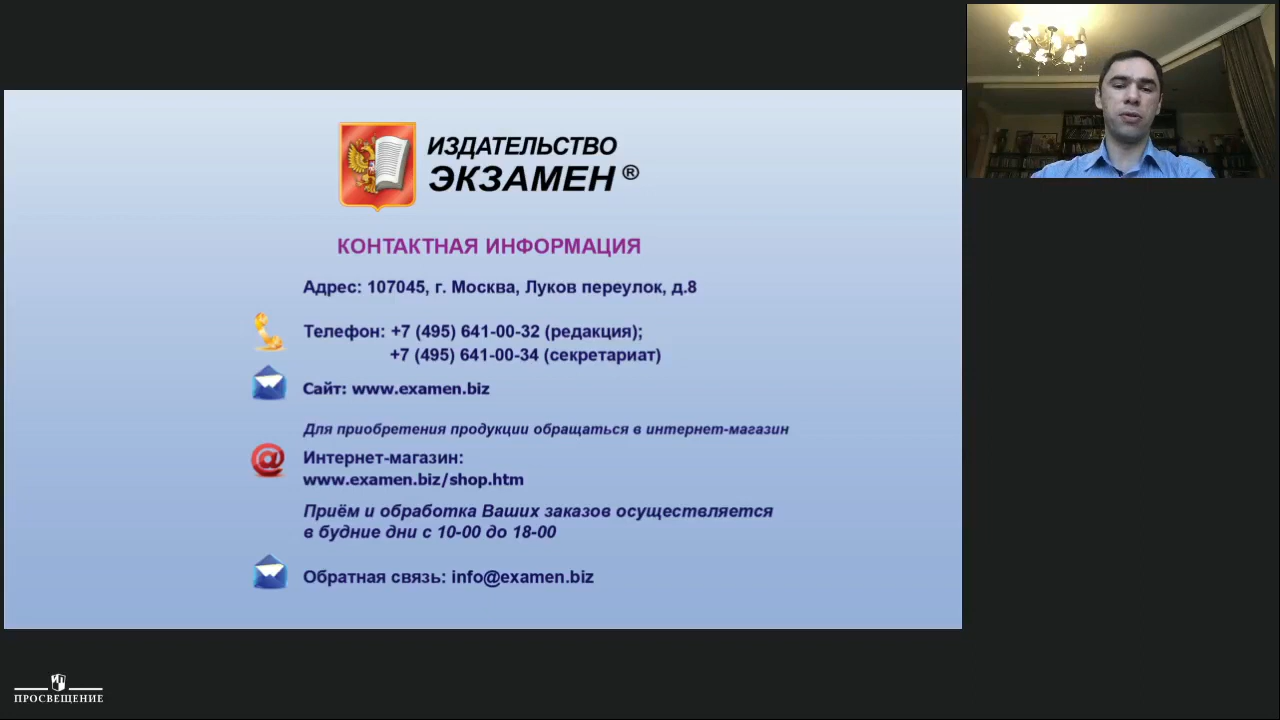 ИЗДАТЕЛЬСТВО
ЭКЗАМЕН ®
КОНТАКТНАЯ ИНФОРМАЦИЯ
Адрес: 107045, г. Москва, Луков переулок, д.8
Телефон: +7 (495) 641-00-32 (редакция);
+7 (495) 641-00-34 (секретариат)
Сайт: www.examen.biz
Для приобретения продукции обращаться в интернет-магазин
Интернет-магазин:
www.examen.biz/shop.htm
Приём и обработка Ваших заказов осуществляется
в будние дни с 10-00 до 18-00
Обратная связь: info@examen.biz
ПРОСВЕЩЕНИЕ